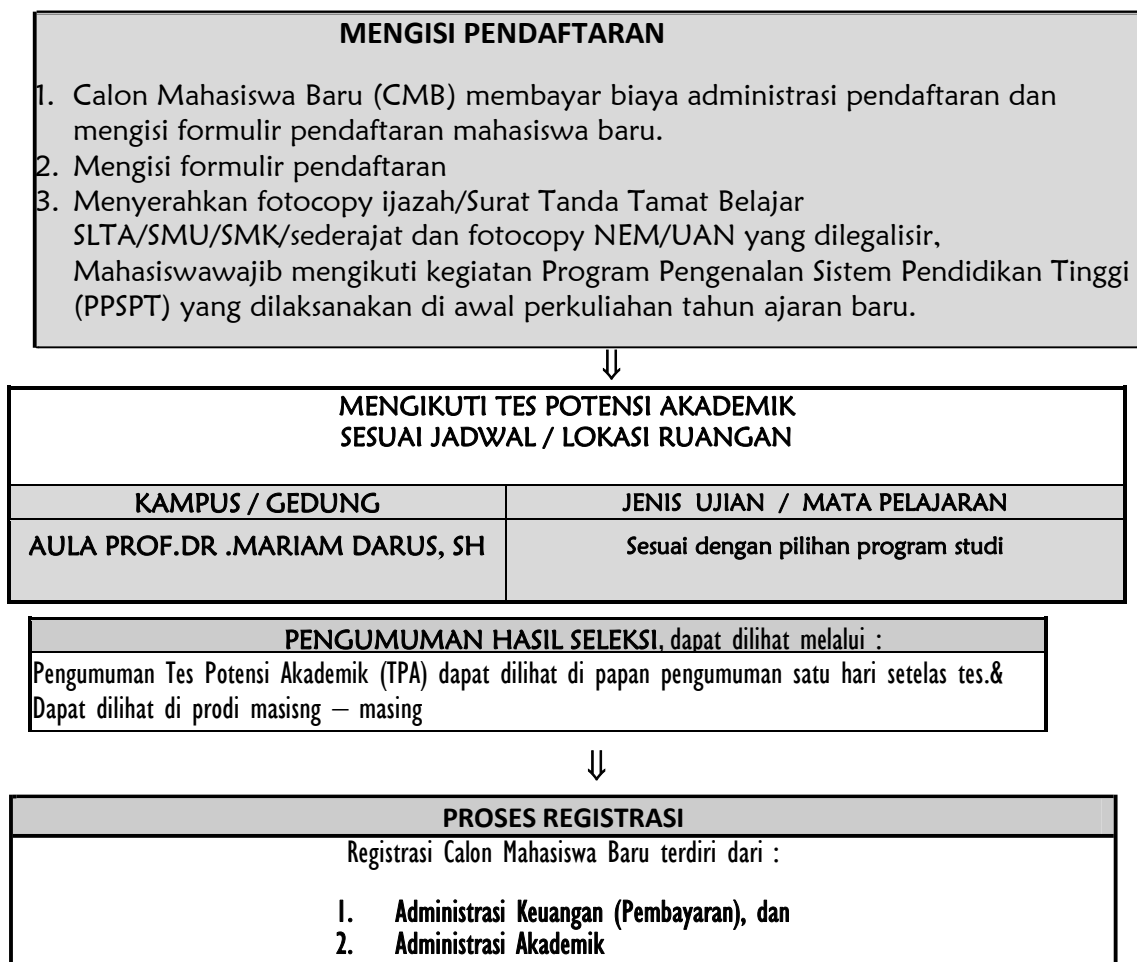 MENGISI PENDAFTARAN
1. Calon Mahasiswa Baru (CMB) membayar biaya administrasi pendaftaran dan
mengisi formulir pendaftaran mahasiswa baru.
2. Mengisi formulir pendaftaran
3. Menyerahkan fotocopy ijazah/Surat Tanda Tamat Belajar
SLTA/SMU/SMK/sederajat dan fotocopy NEM/UAN yang dilegalisir,
Mahasiswawajib mengikuti kegiatan Program Pengenalan Sistem Pendidikan Tinggi
(PPSPT) yang dilaksanakan di awal perkuliahan tahun ajaran baru.
⇓
MENGIKUTI TES POTENSI AKADEMIK
SESUAI JADWAL / LOKASI RUANGAN
KAMPUS / GEDUNG JENIS UJIAN / MATA PELAJARAN
AULA PROF.DR .MARIAM DARUS, SH Sesuai dengan pilihan program studi
PENGUMUMAN HASIL SELEKSI, dapat dilihat melalui :
Pengumuman Tes Potensi Akademik (TPA) dapat dilihat di papan pengumuman satu hari setelas tes.&
Dapat dilihat di prodi masisng – masing
⇓
PROSES REGISTRASI
Registrasi Calon Mahasiswa Baru terdiri dari :
1. Administrasi Keuangan (Pembayaran), dan
2. Administrasi Akademik